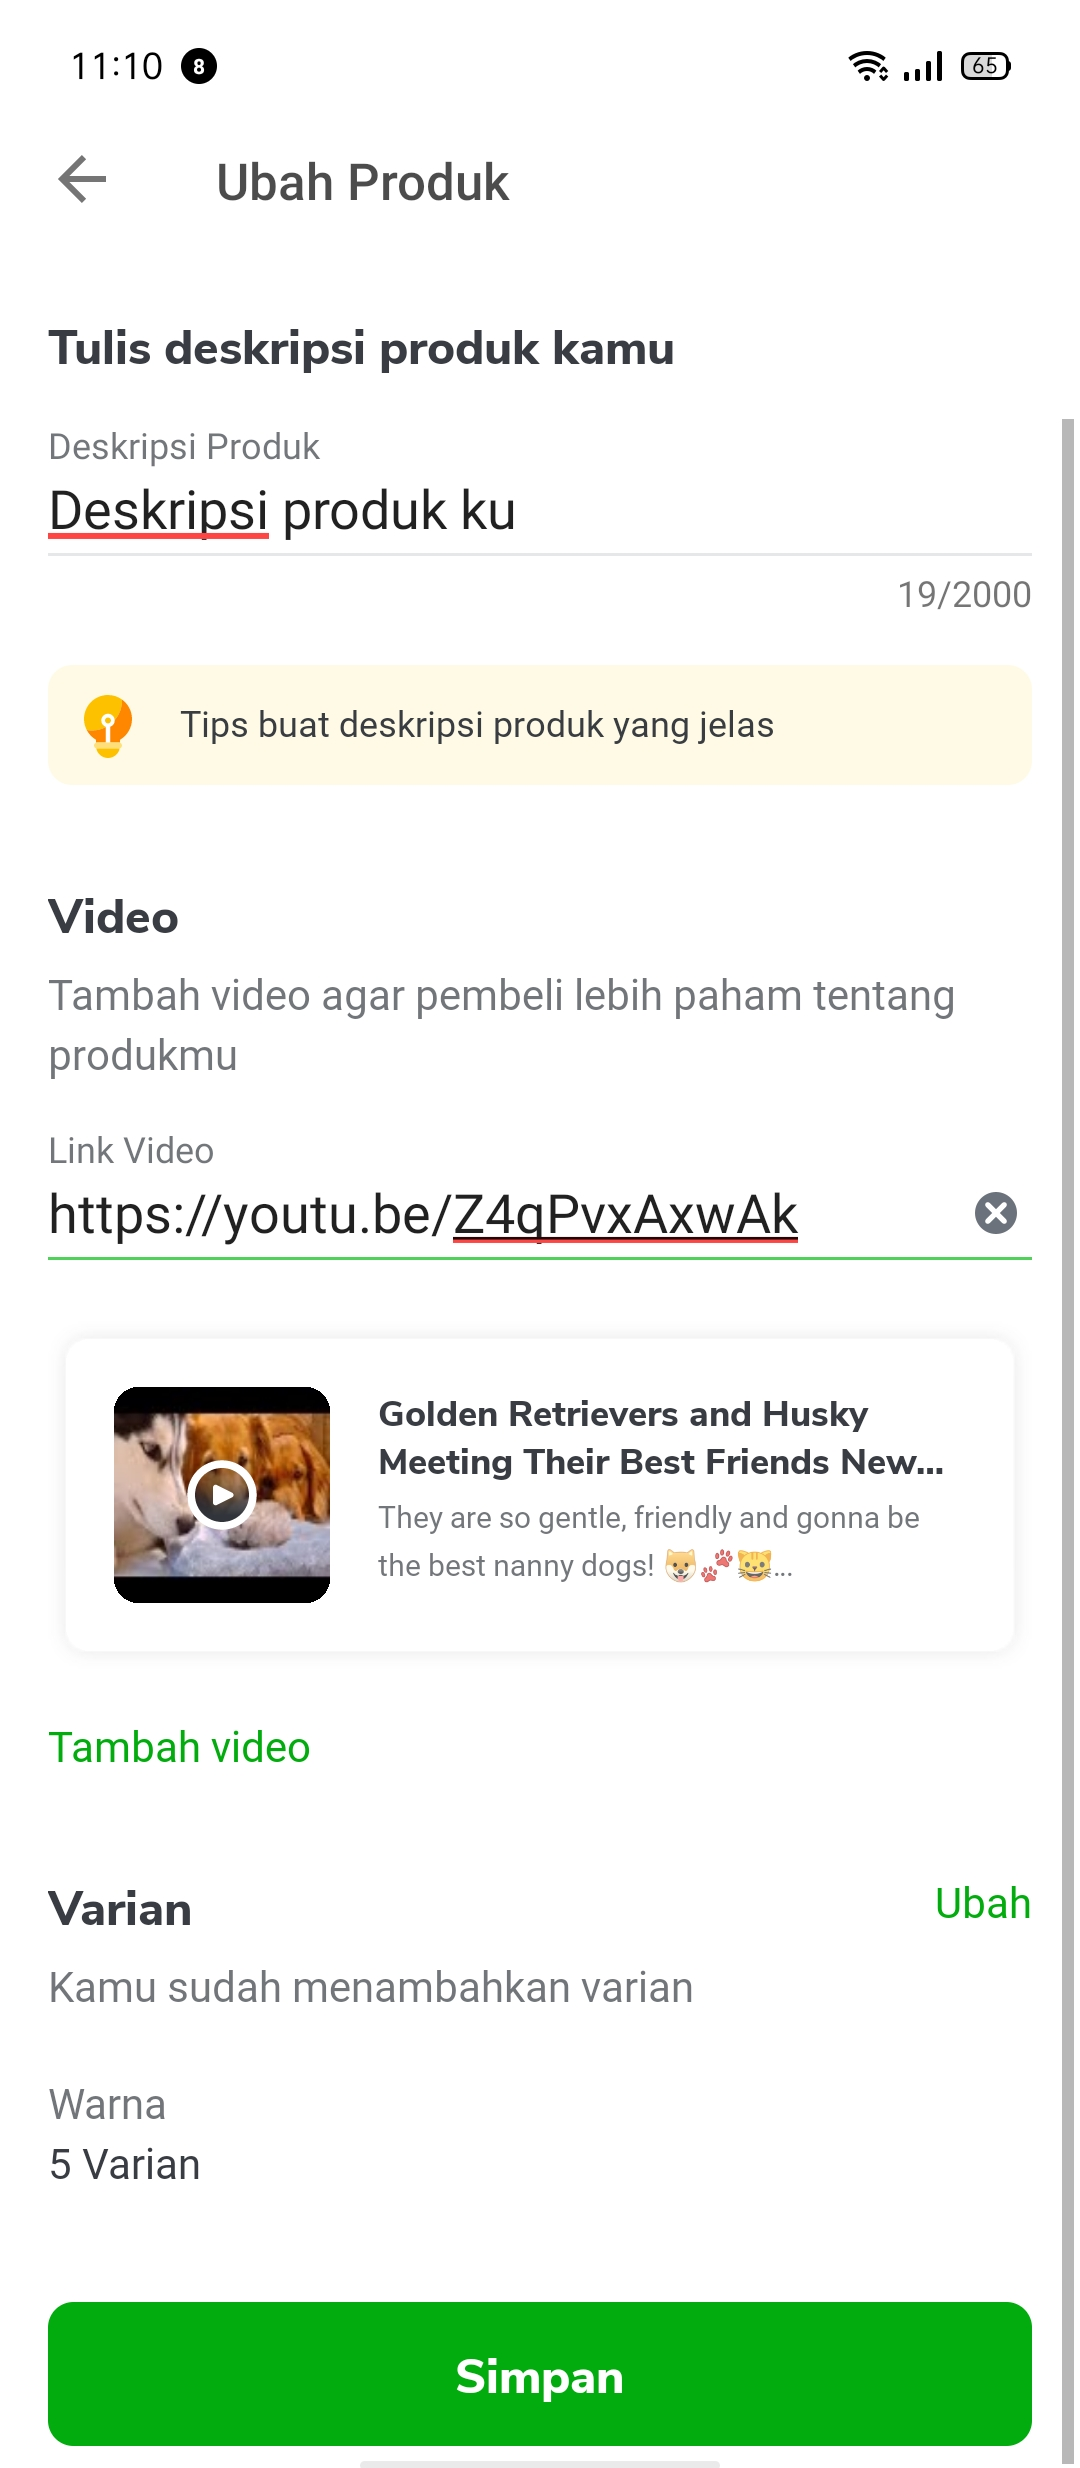 11:10 8 65
Ubah Produk
Tulis deskripsi produk kamu
Deskripsi Produk
Deskripsi produk ku
19/2000
Tips buat deskripsi produk yang jelas
Video
Tambah video agar pembeli lebih paham tentang
produkmu
Link Video
https://youtu.be/Z4qPvxAxwAk
Golden Retrievers and Husky
Meeting Their Best Friends New...
They are so gentle, friendly and gonna be
the best nanny dogs! 🐶🐾😺...
Tambah video
Varian Ubah
Kamu sudah menambahkan varian
Warna
5 Varian
Simpan